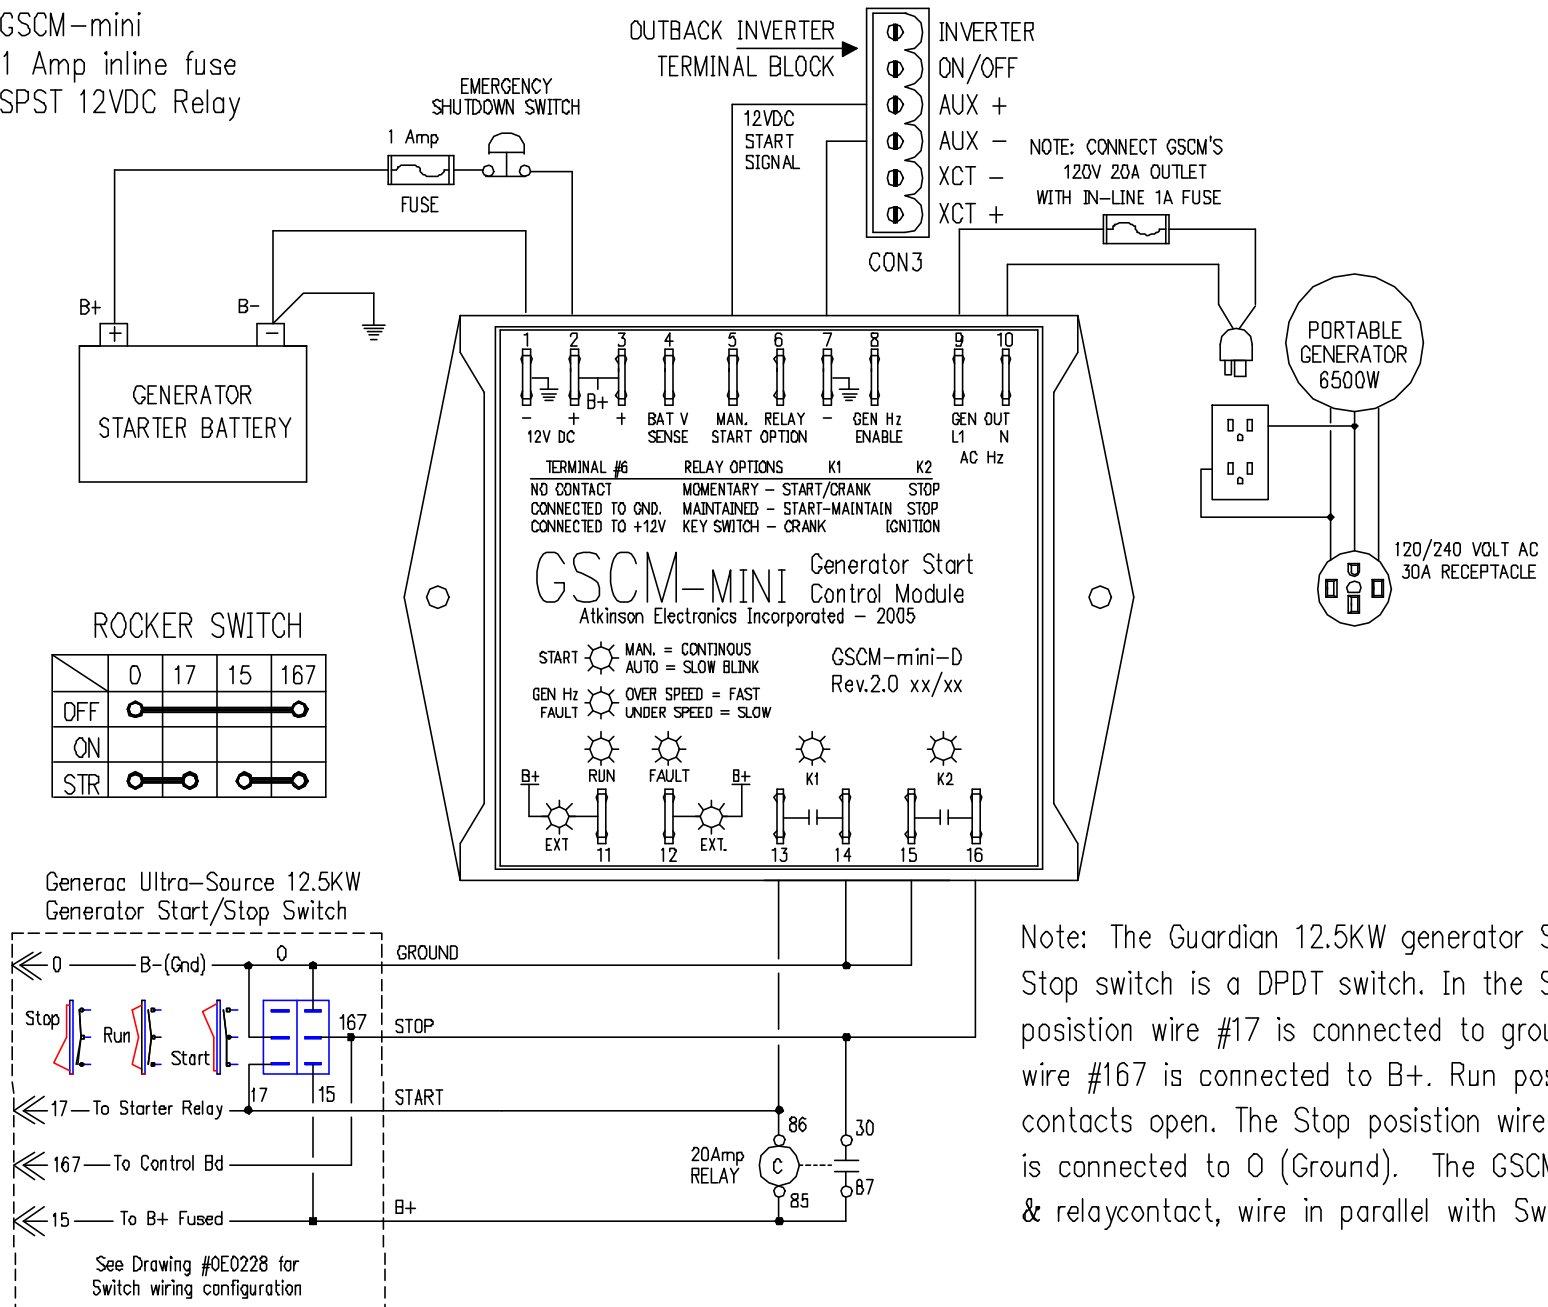 GSCM-mini
1 Amp inline fuse
SPST 12VDC Relay
EMERGENCY
SHUTDOWN SWITCH
1 Amp
FUSE
OUTBACK INVERTER
TERMINAL BLOCK
INVERTER
ON/OFF
AUX +
AUX -
XCT -
XCT +
CON3
12VDC
START
SIGNAL
NOTE: CONNECT GSCM'S
120V 20A OUTLET
WITH IN-LINE 1A FUSE
B+
B-
+
-
GENERATOR
STARTER BATTERY
PORTABLE
GENERATOR
6500W
120/240 VOLT AC
30A RECEPTACLE
1 2 3 4 5 6 7 8 9 10
B+
- + + BAT V MAN. RELAY - GEN Hz GEN OUT
12V DC SENSE START OPTION ENABLE L1 N
AC Hz
TERMINAL #6 RELAY OPTIONS K1 K2
NO CONTACT MOMENTARY - START/CRANK STOP
CONNECTED TO GND. MAINTAINED - START-MAINTAIN STOP
CONNECTED TO +12V KEY SWITCH - CRANK IGNITION
GSCM-MINI
Generator Start
Control Module
Atkinson Electronics Incorporated - 2005
START MAN. = CONTINOUS
AUTO = SLOW BLINK
GEN Hz OVER SPEED = FAST
FAULT UNDER SPEED = SLOW
GSCM-mini-D
Rev.2.0 xx/xx
B+ RUN FAULT B+ K1 K2
EXT 11 12 EXT. 13 14 15 16
ROCKER SWITCH
0 17 15 167
OFF
ON
STR
Generac Ultra-Source 12.5KW
Generator Start/Stop Switch
0 B-(Gnd) 0 GROUND
Stop Run Start 167 STOP
17 15
17 To Starter Relay START
167 To Control Bd
15 To B+ Fused B+
See Drawing #0E0228 for
Switch wiring configuration
20Amp
RELAY
86
C
85
30
87
Note: The Guardian 12.5KW generator S
Stop switch is a DPDT switch. In the S
posistion wire #17 is connected to grou
wire #167 is connected to B+. Run pos
contacts open. The Stop posistion wire
is connected to 0 (Ground). The GSCM
& relaycontact, wire in parallel with Sw